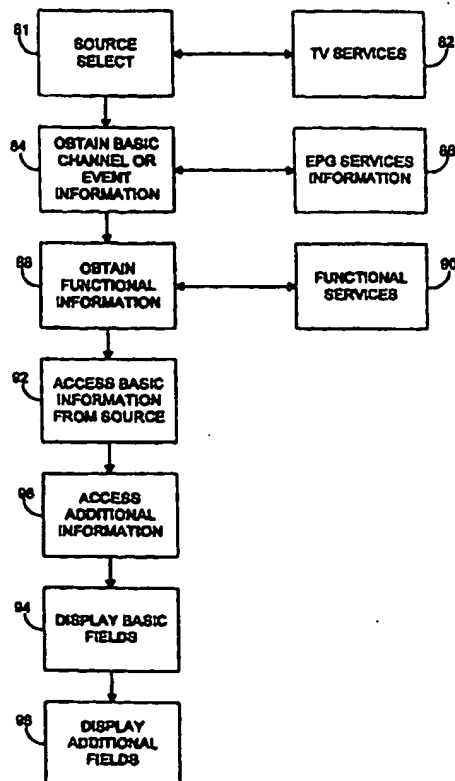 81
SOURCE
SELECT
TV SERVICES
82
84
OBTAIN BASIC
CHANNEL OR
EVENT
INFORMATION
EPG SERVICES
INFORMATION
86
88
OBTAIN
FUNCTIONAL
INFORMATION
FUNCTIONAL
SERVICES
90
92
ACCESS BASIC
INFORMATION
FROM SOURCE
96
ACCESS
ADDITIONAL
INFORMATION
94
DISPLAY BASIC
FIELDS
98
DISPLAY
ADDITIONAL
FIELDS